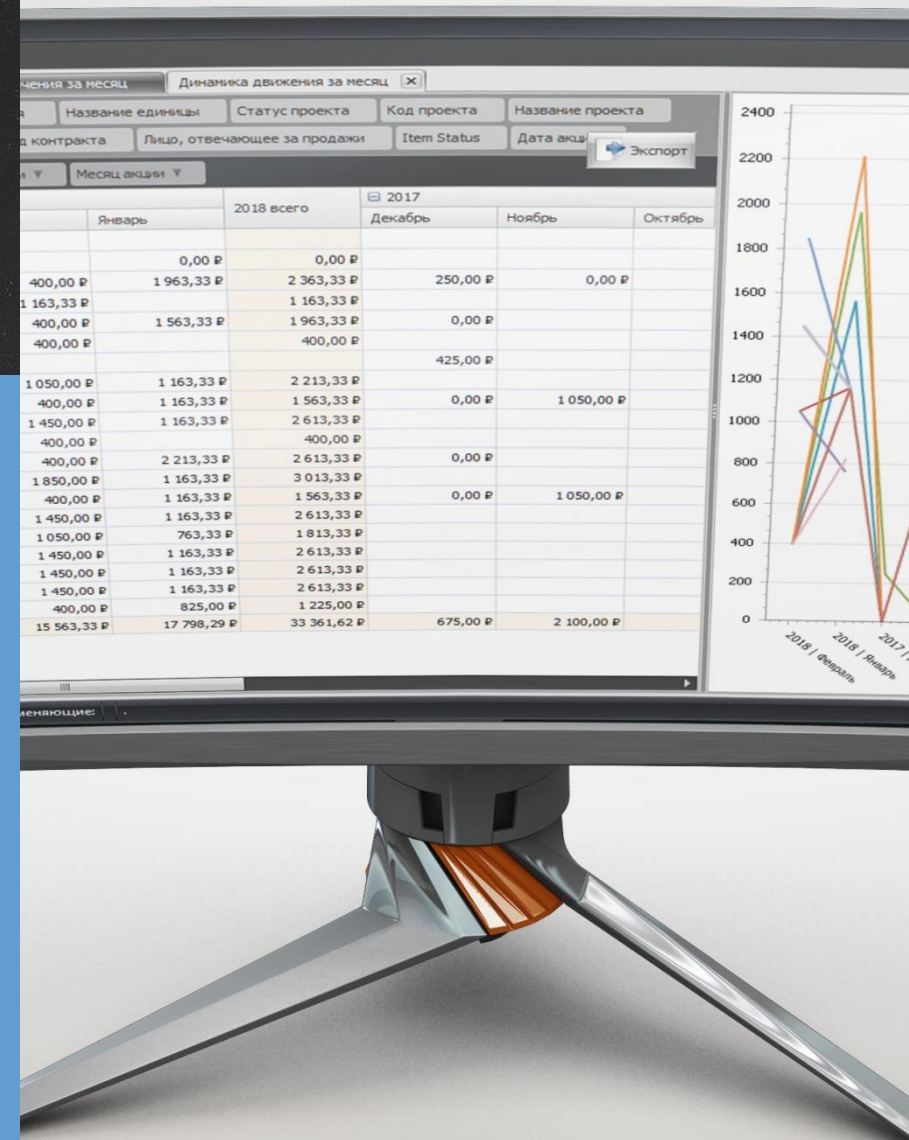 чения за месяц Динамика движения за месяц
Название единицы Статус проекта Код проекта Название проекта
контракта Лицо, отвечающее за продажи Item Status Дата акци Экспорт
Месяц акции
2018 всего 2017
Январь Декабрь Ноябрь Октябрь
0,00 ₽ 0,00 ₽
400,00 ₽ 1 963,33 ₽ 2 363,33 ₽ 250,00 ₽ 0,00 ₽
1 163,33 ₽ 1 163,33 ₽
400,00 ₽ 1 563,33 ₽ 1 963,33 ₽ 0,00 ₽
400,00 ₽ 400,00 ₽
425,00 ₽
1 050,00 ₽ 1 163,33 ₽ 2 213,33 ₽
400,00 ₽ 1 163,33 ₽ 1 563,33 ₽ 0,00 ₽ 1 050,00 ₽
1 450,00 ₽ 1 163,33 ₽ 2 613,33 ₽
400,00 ₽ 400,00 ₽
400,00 ₽ 2 213,33 ₽ 2 613,33 ₽ 0,00 ₽
1 850,00 ₽ 1 163,33 ₽ 3 013,33 ₽
400,00 ₽ 1 163,33 ₽ 1 563,33 ₽ 0,00 ₽ 1 050,00 ₽
1 450,00 ₽ 1 163,33 ₽ 2 613,33 ₽
1 050,00 ₽ 763,33 ₽ 1 813,33 ₽
1 450,00 ₽ 1 163,33 ₽ 2 613,33 ₽
1 450,00 ₽ 1 163,33 ₽ 2 613,33 ₽
1 450,00 ₽ 1 163,33 ₽ 2 613,33 ₽
400,00 ₽ 825,00 ₽ 1 225,00 ₽
15 563,33 ₽ 17 798,29 ₽ 33 361,62 ₽ 675,00 ₽ 2 100,00 ₽
меняющие:
2400
2200
2000
1800
1600
1400
1200
1000
800
600
400
200
0
2018 | Февраль
2018 | Январь
2017 |